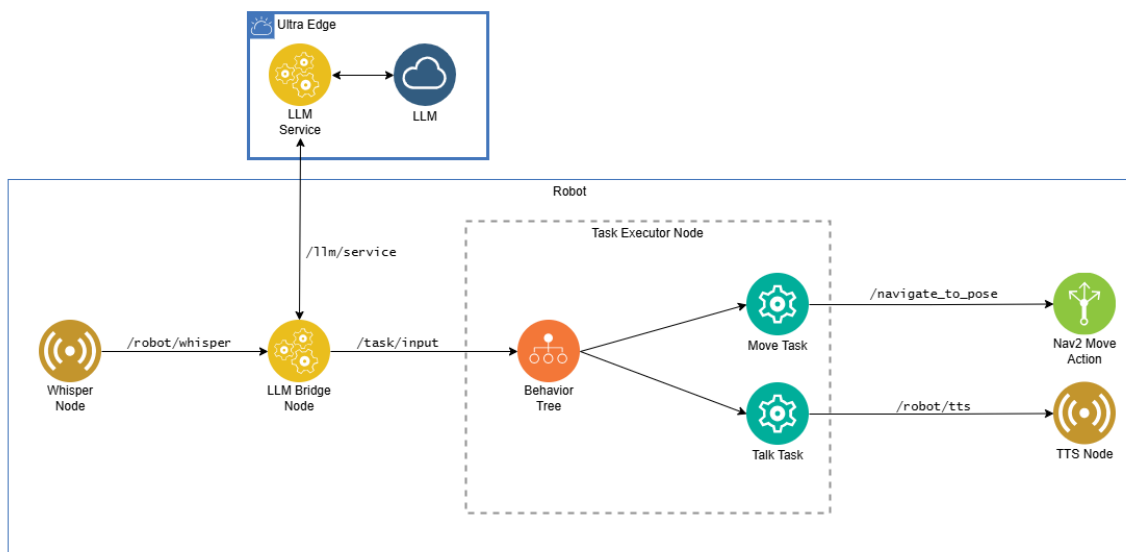 Ultra Edge
LLM
Service
LLM
Robot
/llm/service
Task Executor Node
/robot/whisper
/task/input
/navigate_to_pose
Whisper
Node
LLM Bridge
Node
Behavior
Tree
Move Task
Nav2 Move
Action
/robot/tts
Talk Task
TTS Node